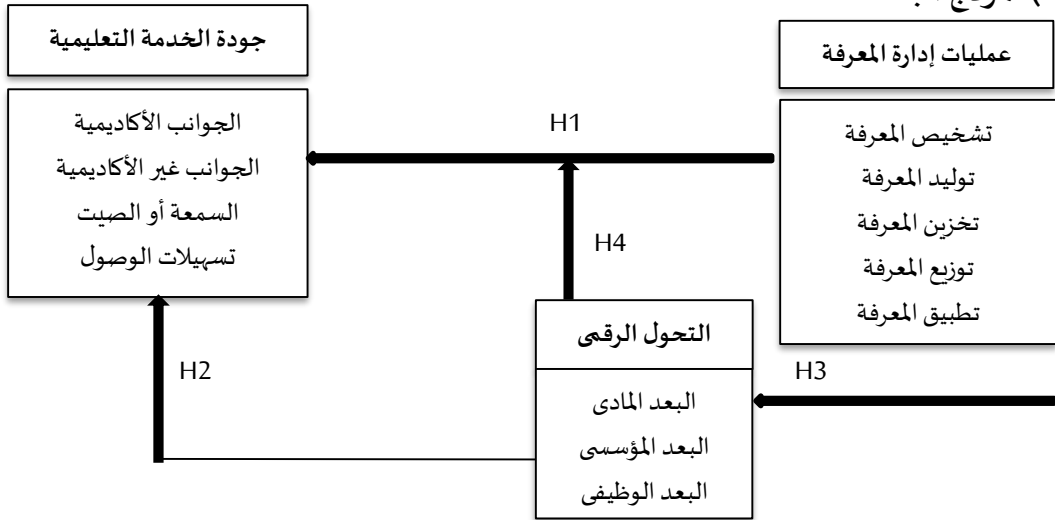 عمليات إدارة المعرفة
تشخيص المعرفة
توليد المعرفة
تخزين المعرفة
توزيع المعرفة
تطبيق المعرفة
H1
جودة الخدمة التعليمية
الجوانب الأكاديمية
الجوانب غير الأكاديمية
السمعة أو الصيت
تسهيلات الوصول
H4
H3
التحول الرقمى
البعد المادى
البعد المؤسسى
البعد الوظيفى
H2